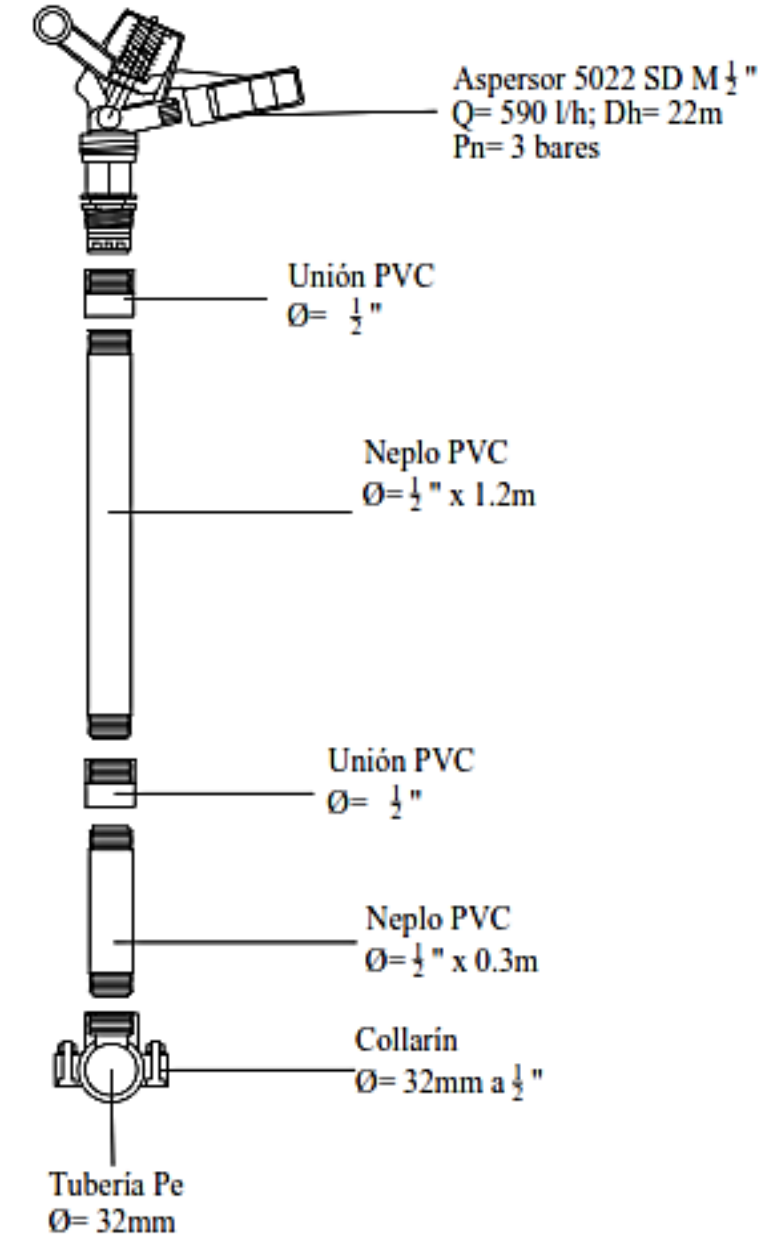 Aspersor 5022 SD M ½"
Q= 590 l/h; Dh= 22m
Pn= 3 bares
Unión PVC
Ø= ½"
Neplo PVC
Ø=½" x 1.2m
Unión PVC
Ø= ½"
Neplo PVC
Ø=½" x 0.3m
Collarín
Ø= 32mm a ½"
Tubería Pe
Ø= 32mm